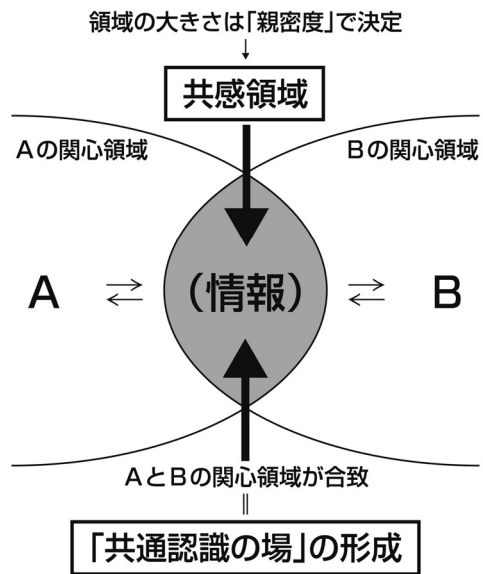 領域の大きさは「親密度」で決定
↓
共感領域
Aの関心領域
Bの関心領域
A
⇄
(情報)
⇄
B
AとBの関心領域が合致
||
「共通認識の場」の形成